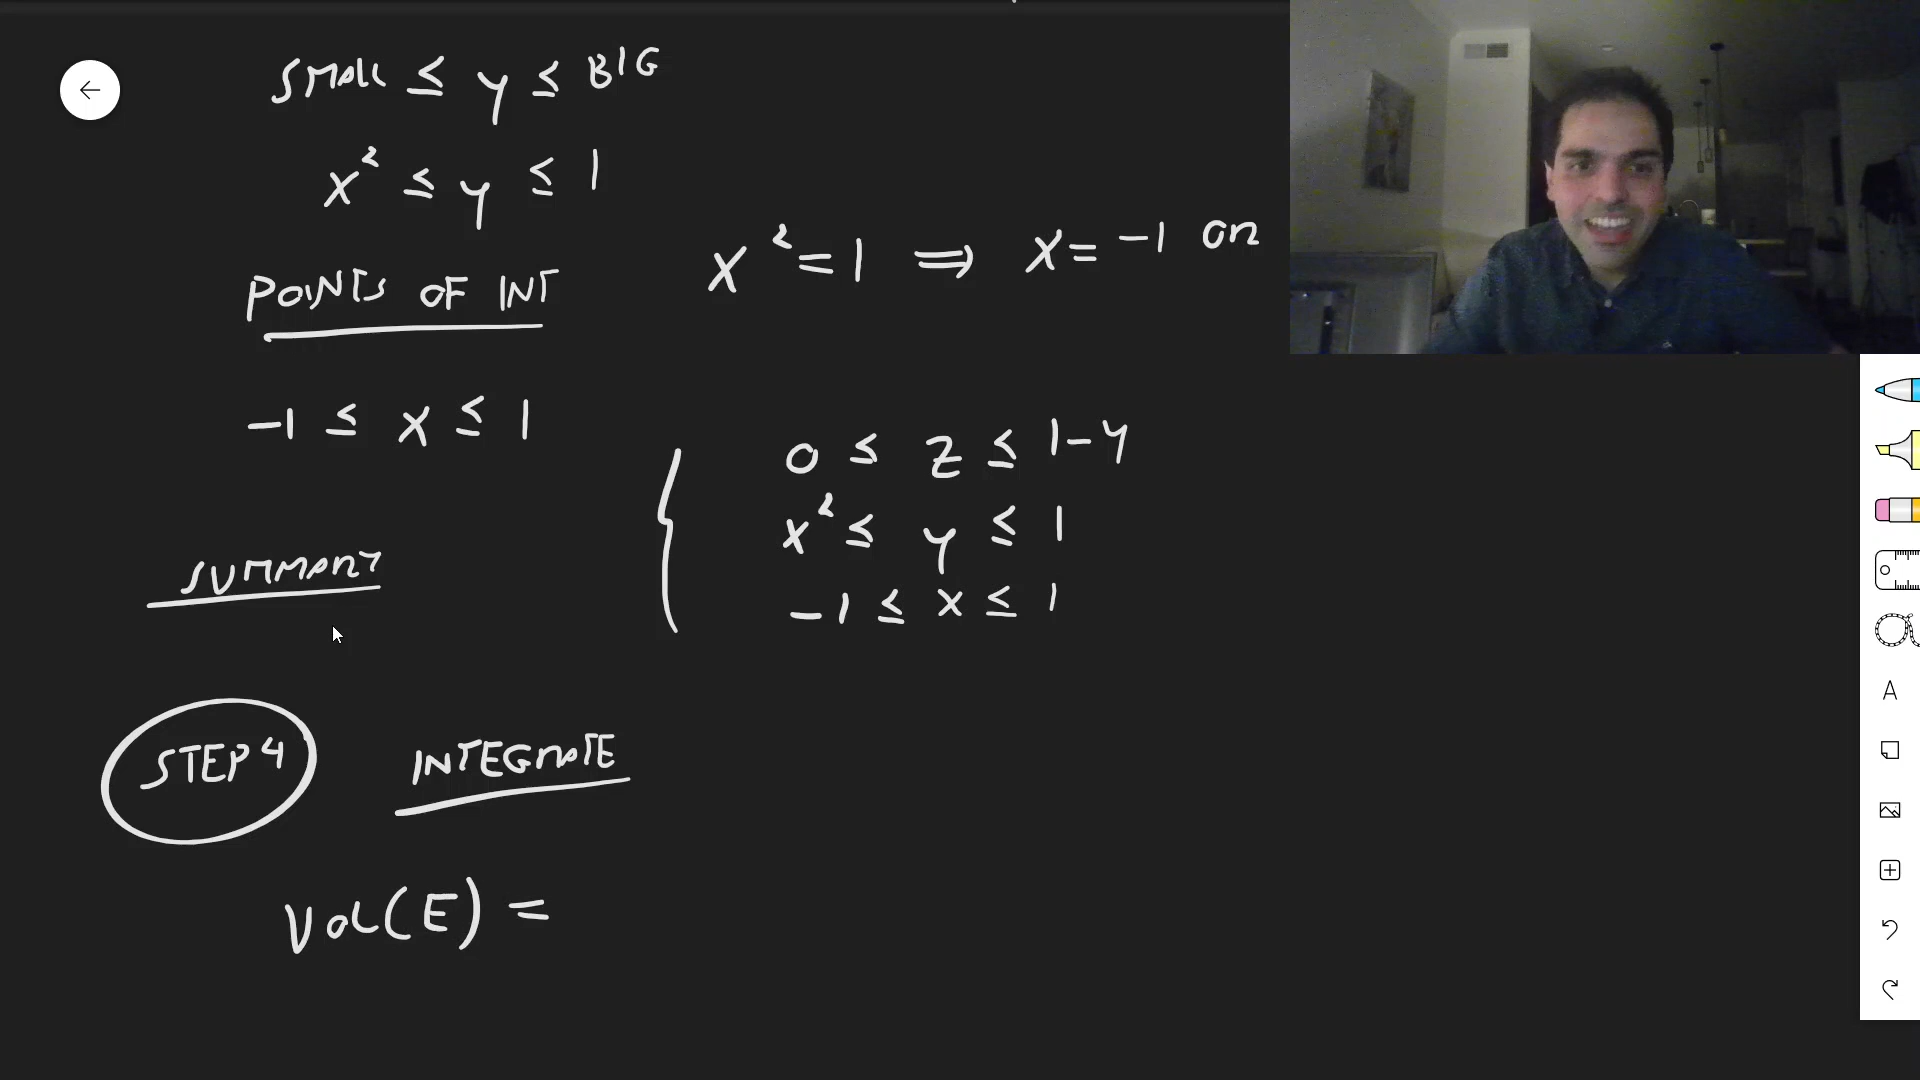 SMALL ≤ y ≤ BIG
x² ≤ y ≤ 1
x² = 1 ⟹ x = -1 or
POINTS OF INT
-1 ≤ x ≤ 1
0 ≤ z ≤ 1-y
x² ≤ y ≤ 1
-1 ≤ x ≤ 1
SUMMARY
STEP 4 INTEGRATE
VOL(E) =
A